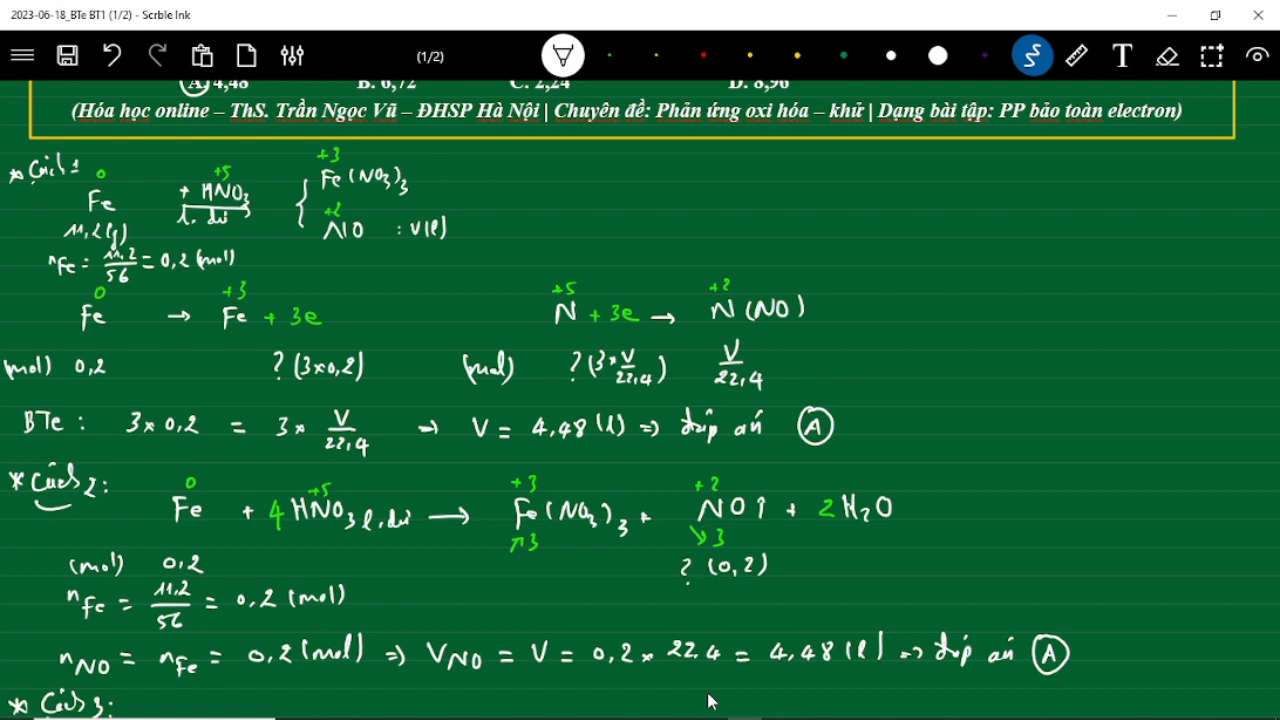 2023-06-18_BTe BT1 (1/2) - Scrble Ink
(1/2)
A. 4,48 B. 6,72 C. 2,24 D. 8,96
(Hóa học online – ThS. Trần Ngọc Vũ – ĐHSP Hà Nội | Chuyên đề: Phản ứng oxi hóa – khử | Dạng bài tập: PP bảo toàn electron)
* Cách 1
0 +5 +3
Fe + HNO₃ l. dư { Fe(NO₃)₃
+2
11,2(g) NO : V(l)
nFe = 11,2/56 = 0,2 (mol)
0 +3 +5 +2
Fe → Fe + 3e N + 3e → N (NO)
(mol) 0,2 ? (3×0,2) (mol) ? (3×V/22,4) V/22,4
BTe : 3×0,2 = 3× V/22,4 → V = 4,48 (l) => đáp án A
* Cách 2:
0 +5 +3 +2
Fe + 4HNO₃ l, dư → Fe(NO₃)₃ + NO↑ + 2H₂O
↗3 ↘3
(mol) 0,2 ? (0,2)
nFe = 11,2/56 = 0,2 (mol)
nNO = nFe = 0,2 (mol) => VNO = V = 0,2 × 22,4 = 4,48 (l) => đáp án A
* Cách 3: